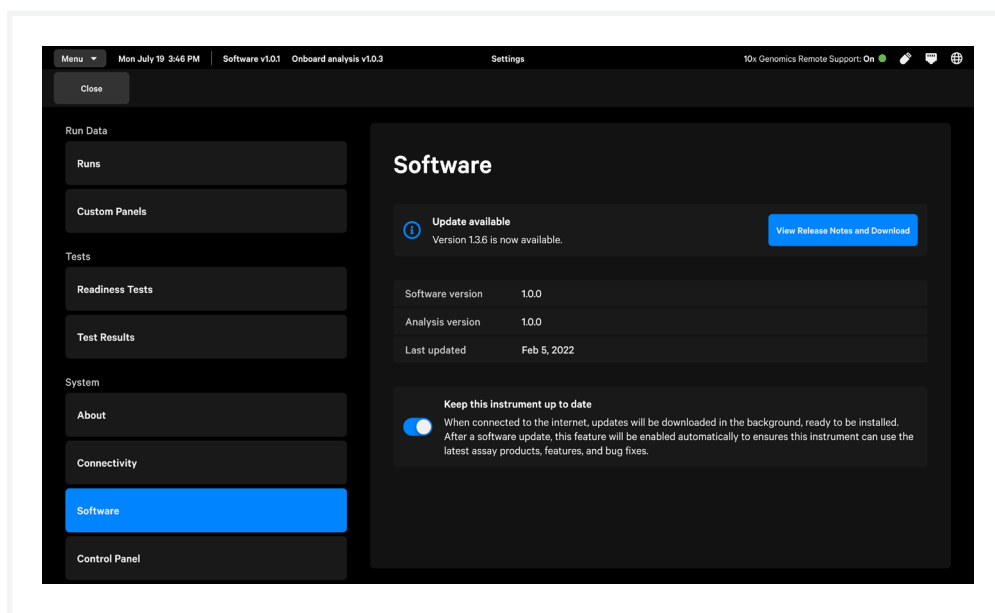 Menu Mon July 19 3:46 PM Software v1.0.1 Onboard analysis v1.0.3 Settings 10x Genomics Remote Support: On
Close
Run Data
Runs
Custom Panels
Tests
Readiness Tests
Test Results
System
About
Connectivity
Software
Control Panel
Software
Update available
Version 1.3.6 is now available.
View Release Notes and Download
Software version 1.0.0
Analysis version 1.0.0
Last updated Feb 5, 2022
Keep this instrument up to date
When connected to the internet, updates will be downloaded in the background, ready to be installed.
After a software update, this feature will be enabled automatically to ensures this instrument can use the
latest assay products, features, and bug fixes.